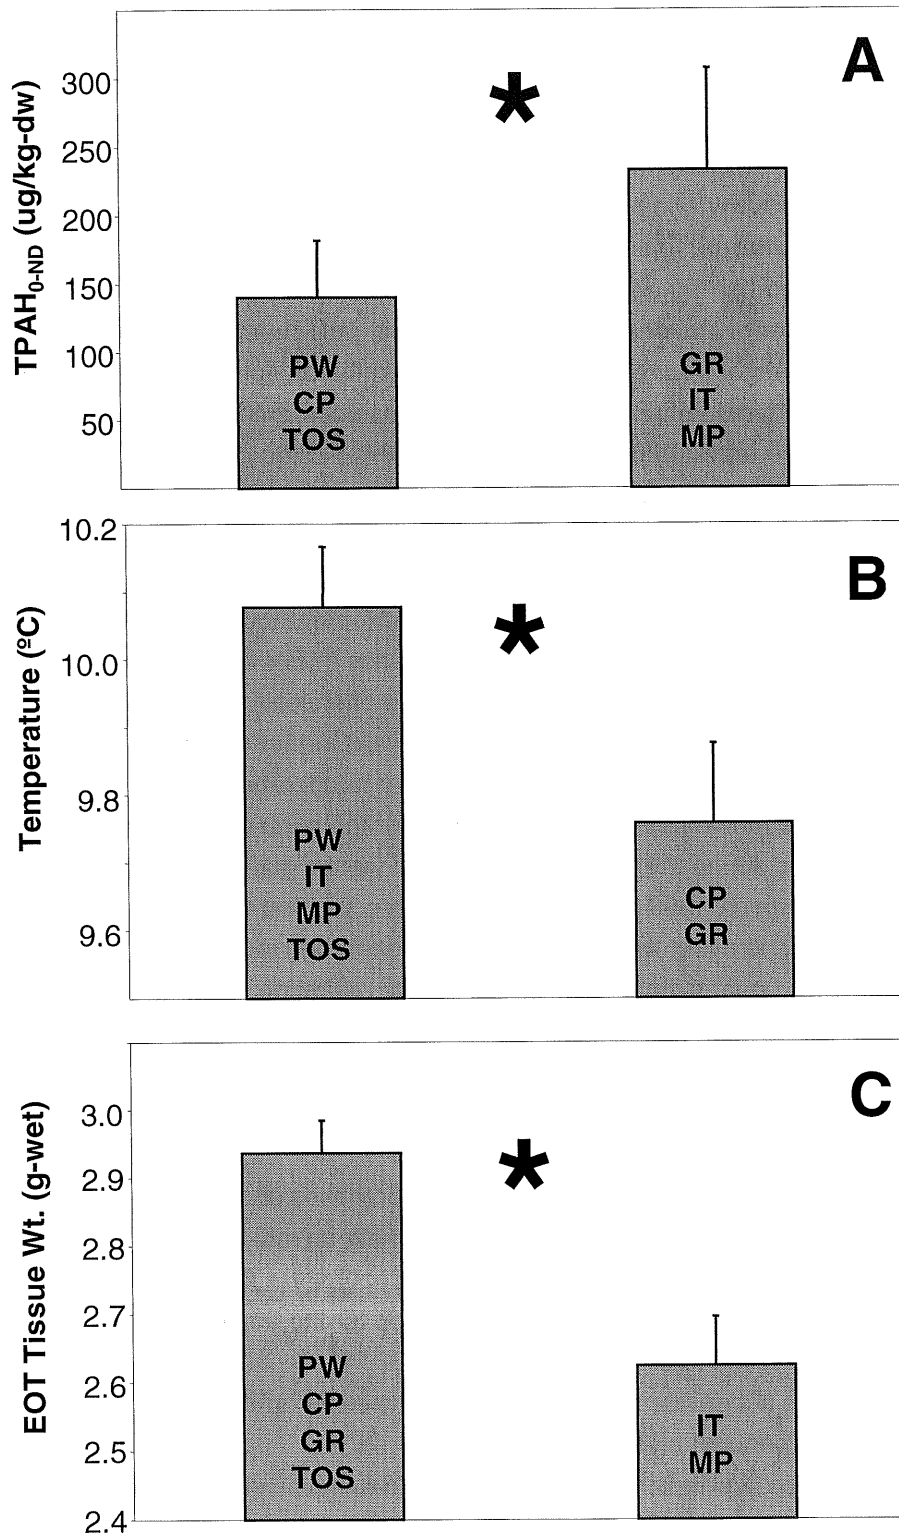 A
*
TPAH0-ND (ug/kg-dw)
300
250
200
150
100
50
PW
CP
TOS
GR
IT
MP
B
*
Temperature (ºC)
10.2
10.0
9.8
9.6
PW
IT
MP
TOS
CP
GR
C
*
EOT Tissue Wt. (g-wet)
3.0
2.9
2.8
2.7
2.6
2.5
2.4
PW
CP
GR
TOS
IT
MP